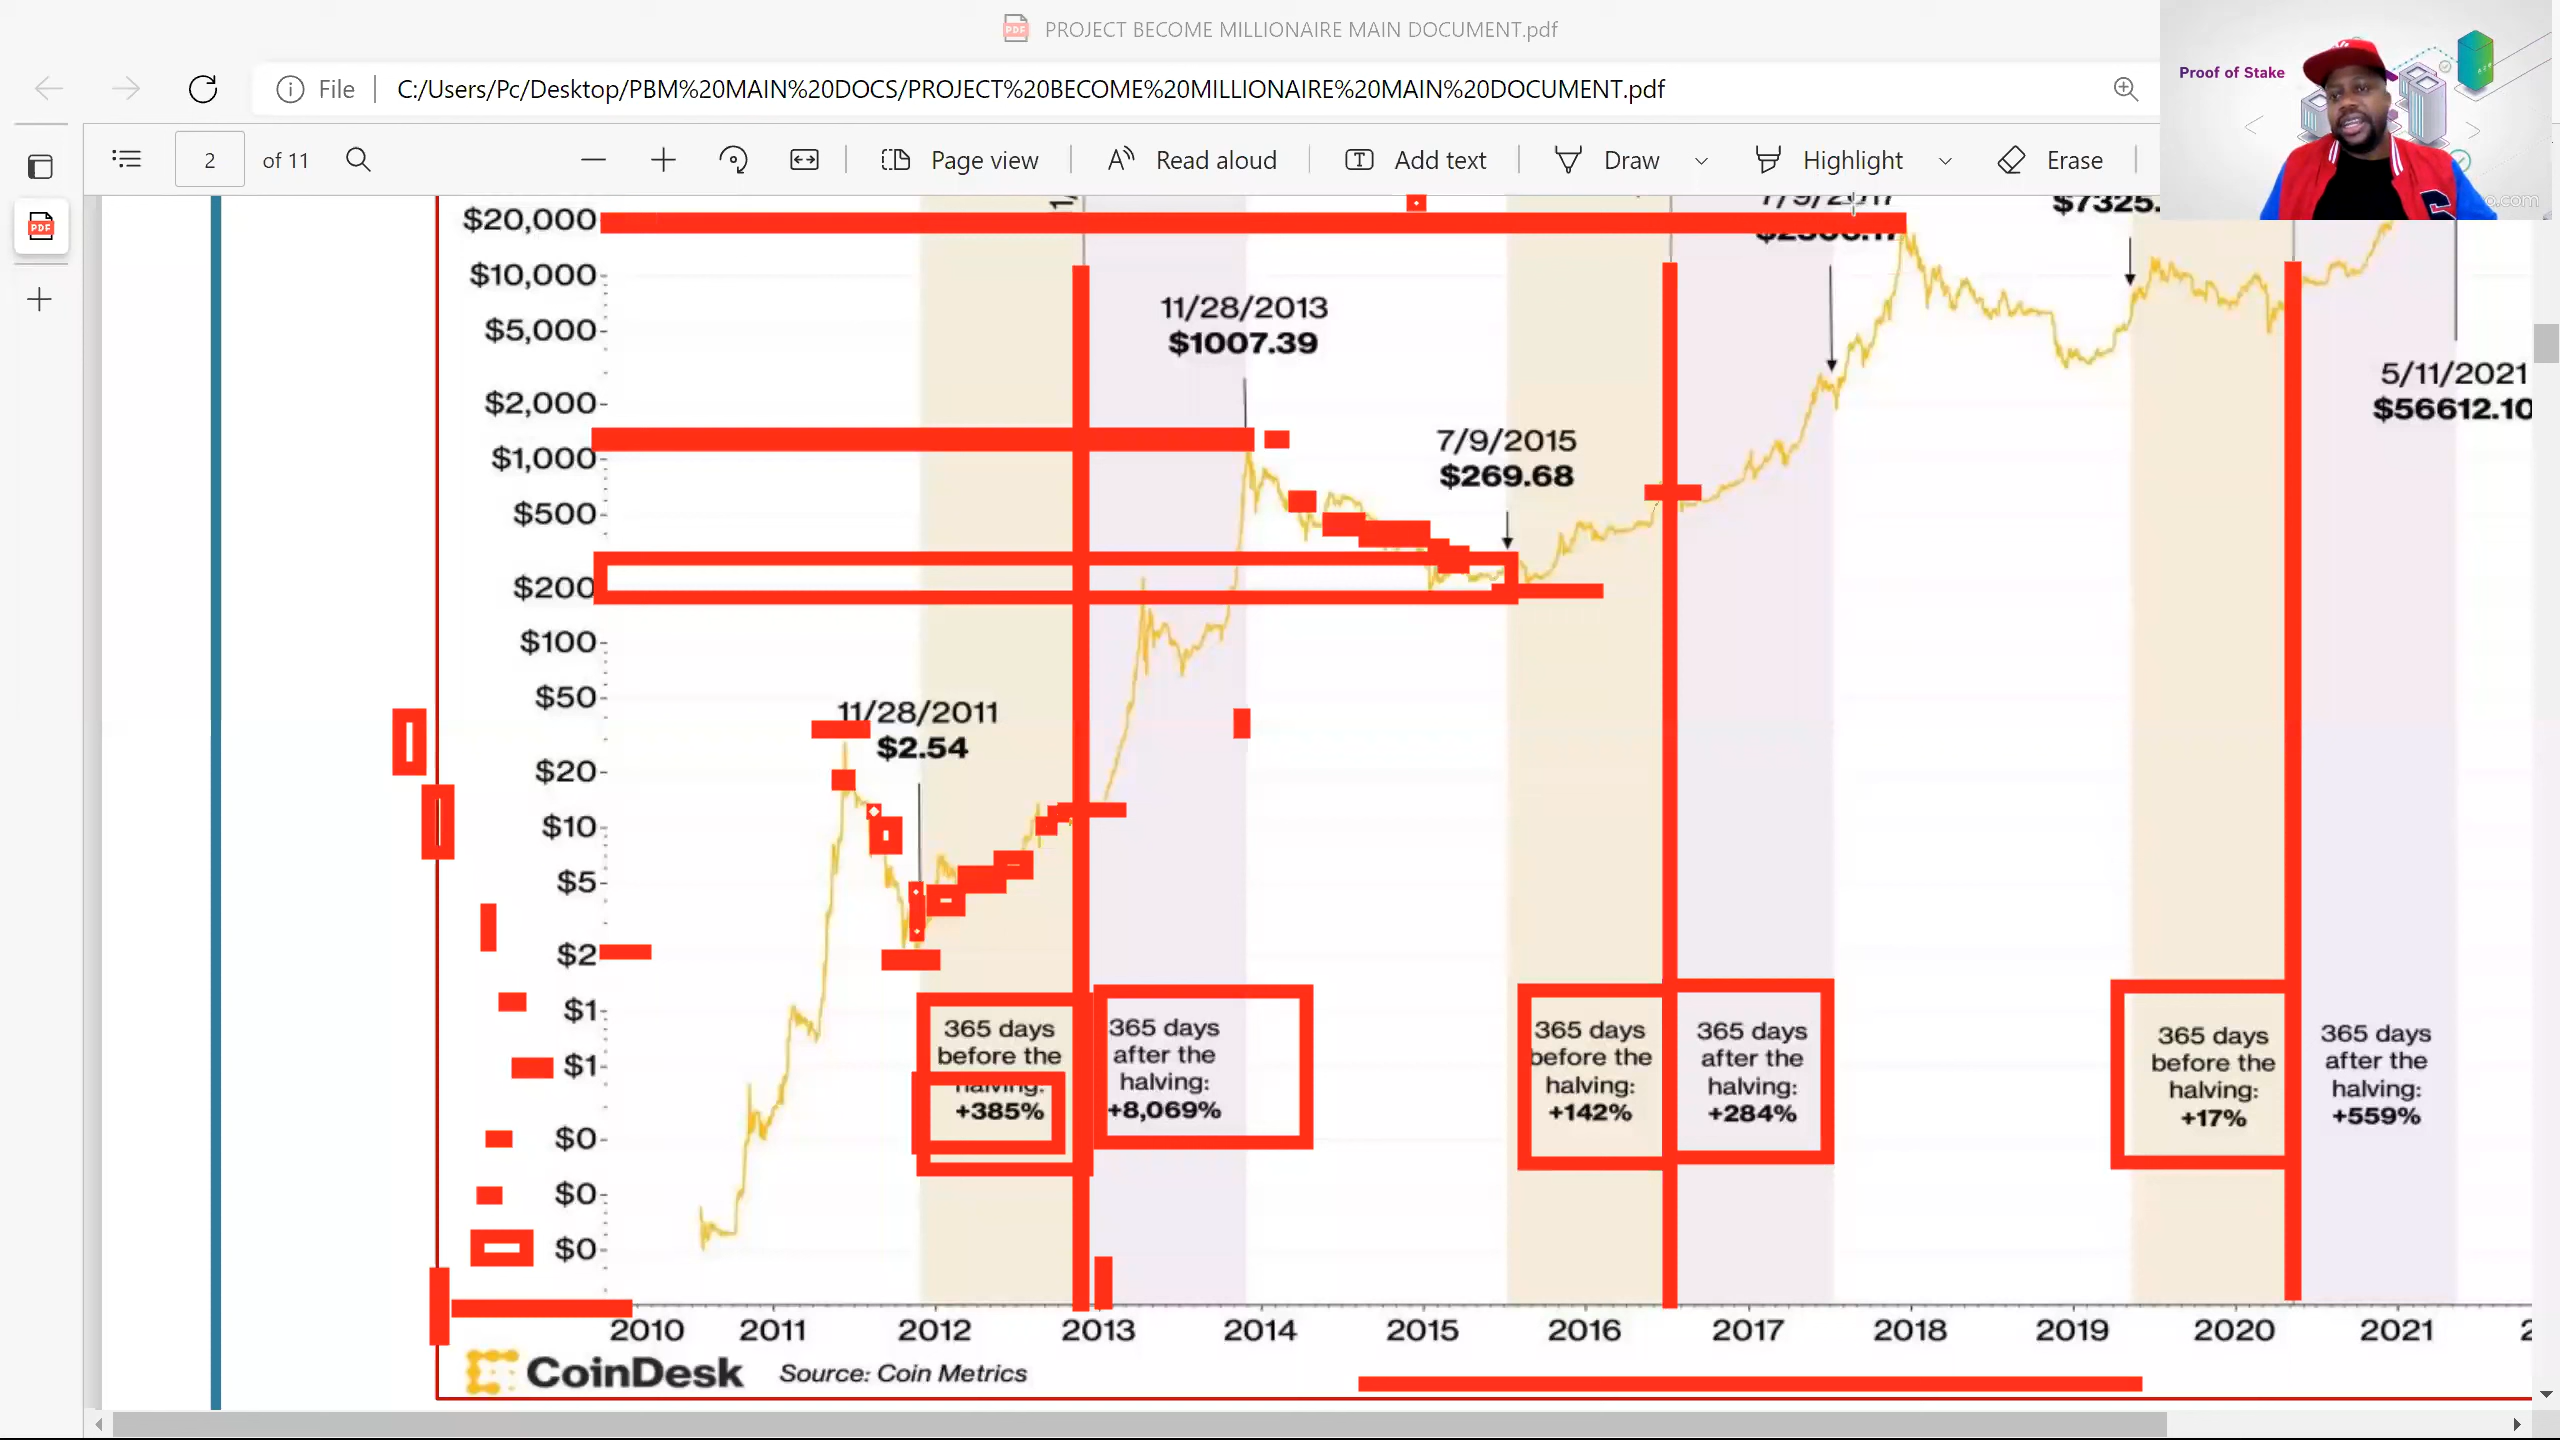 PROJECT BECOME MILLIONAIRE MAIN DOCUMENT.pdf
File
C:/Users/Pc/Desktop/PBM%20MAIN%20DOCS/PROJECT%20BECOME%20MILLIONAIRE%20MAIN%20DOCUMENT.pdf
Proof of Stake
2 of 11
Page view
Read aloud
Add text
Draw
Highlight
Erase
$20,000
$10,000
$5,000
$2,000
$1,000
$500
$200
$100
$50
$20
$10
$5
$2
$1
$1
$0
$0
$0
11/28/2011
$2.54
11/28/2013
$1007.39
7/9/2015
$269.68
7/9/2017
$7325.
5/11/2021
$56612.10
365 days
before the
halving:
+385%
365 days
after the
halving:
+8,069%
365 days
before the
halving:
+142%
365 days
after the
halving:
+284%
365 days
before the
halving:
+17%
365 days
after the
halving:
+559%
2010 2011 2012 2013 2014 2015 2016 2017 2018 2019 2020 2021 2
CoinDesk
Source: Coin Metrics